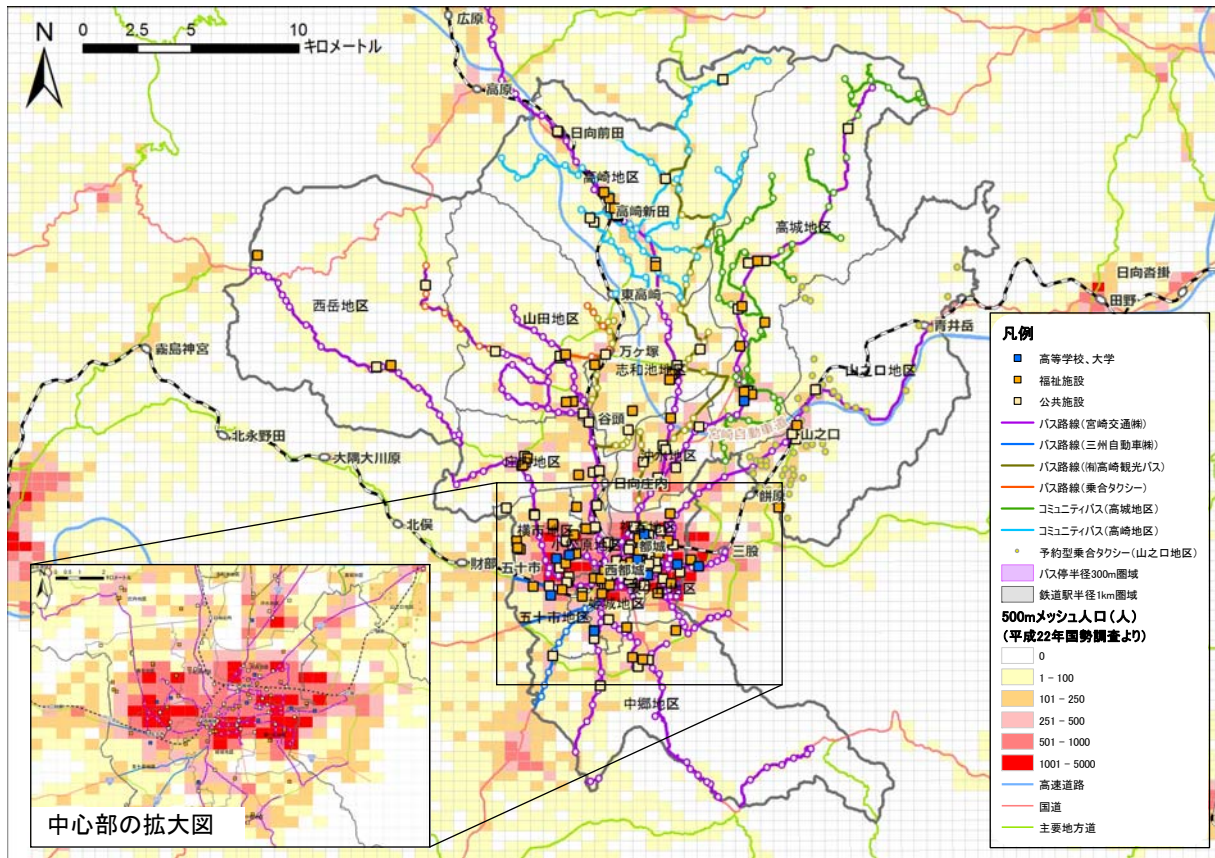 N
0 2.5 5 10
キロメートル
広原
高原
日向前田
高崎地区
高崎新田
高城地区
日向沓掛
田野
青井岳
西岳地区
東高崎
山田地区
霧島神宮
万ヶ塚
志和池地区
山之口地区
谷頭
宮崎自動車道
山之口
北永野田
大隅大川原
庄内地区
沖水地区
日向庄内
餅原
北俣
横市地区
小松原地区
都城
三股
財部
五十市
西都城
姫城地区
五十市地区
中郷地区
中心部の拡大図
凡例
高等学校、大学
福祉施設
公共施設
バス路線(宮崎交通㈱)
バス路線(三州自動車㈱)
バス路線(㈲高崎観光バス)
バス路線(乗合タクシー)
コミュニティバス(高城地区)
コミュニティバス(高崎地区)
予約型乗合タクシー(山之口地区)
バス停半径300m圏域
鉄道駅半径1km圏域
500mメッシュ人口(人)
(平成22年国勢調査より)
0
1 - 100
101 - 250
251 - 500
501 - 1000
1001 - 5000
高速道路
国道
主要地方道